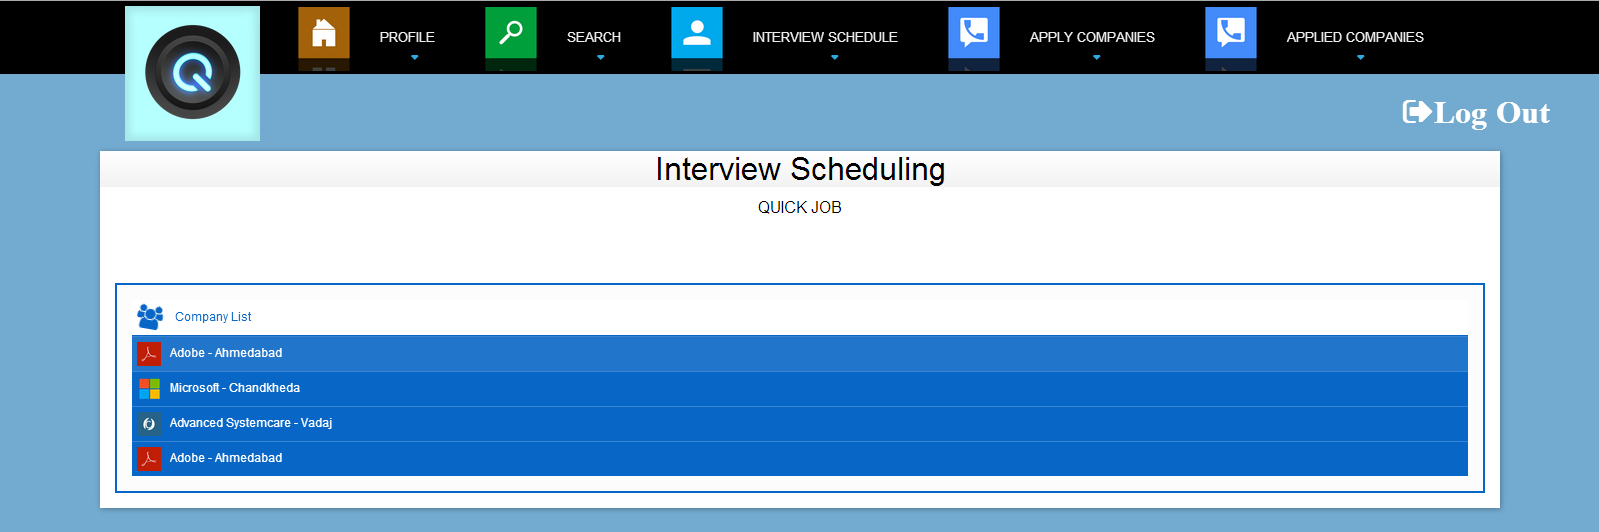 PROFILE
SEARCH
INTERVIEW SCHEDULE
APPLY COMPANIES
APPLIED COMPANIES
Log Out
Interview Scheduling
QUICK JOB
Company List
Adobe - Ahmedabad
Microsoft - Chandkheda
Advanced Systemcare - Vadaj
Adobe - Ahmedabad